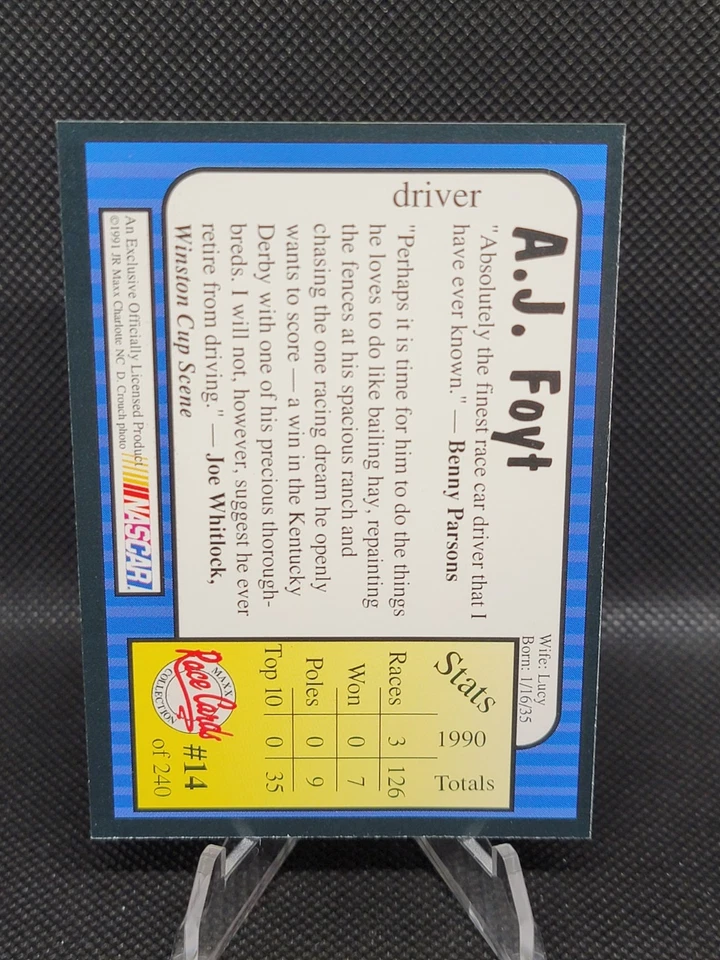 A.J. Foyt
driver
Wife: Lucy
Born: 1/16/35
"Absolutely the finest race car driver that I
have ever known." — Benny Parsons
"Perhaps it is time for him to do the things
he loves to do like bailing hay, repainting
the fences at his spacious ranch and
chasing the one racing dream he openly
wants to score — a win in the Kentucky
Derby with one of his precious thorough-
breds. I will not, however, suggest he ever
retire from driving." — Joe Whitlock,
Winston Cup Scene
Stats 1990 Totals
Races 3 126
Won 0 7
Poles 0 9
Top 10 0 35
MAXX
Race Cards
COLLECTION
#14
of 240
An Exclusive Officially Licensed Product
©1991 JR Maxx Charlotte NC D. Crouch photo
NASCAR